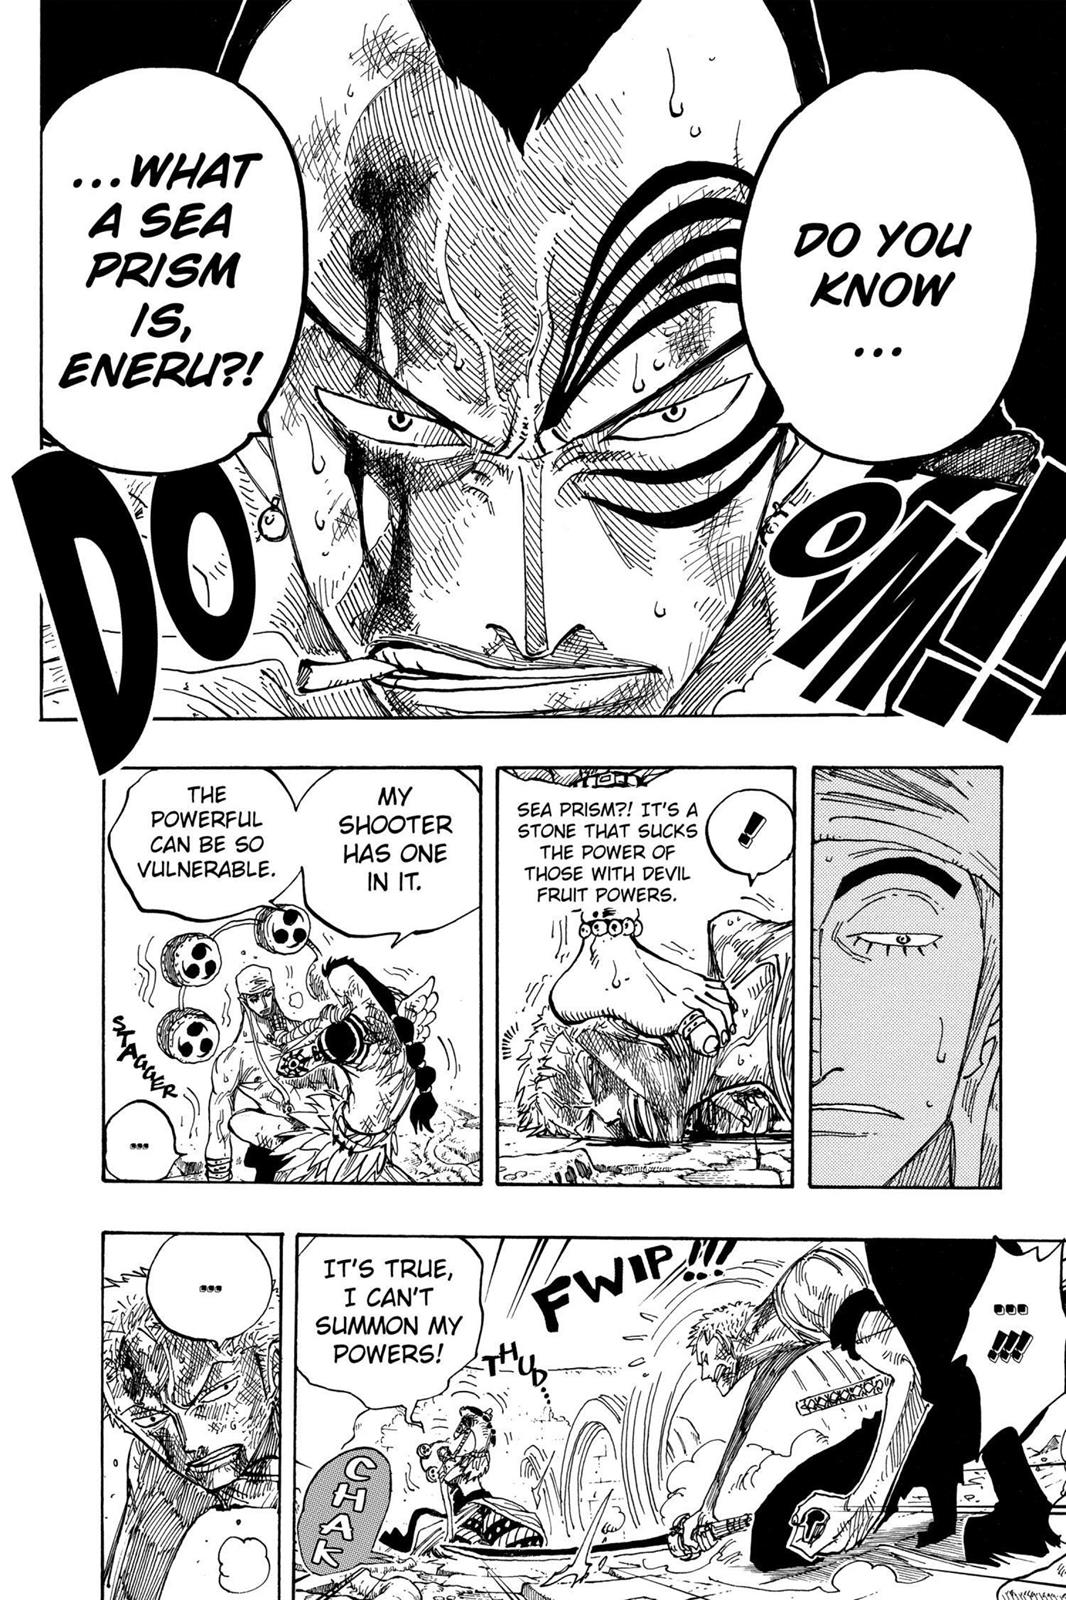 DO YOU
KNOW
...
...WHAT
A SEA
PRISM
IS,
ENERU?!
DOOM!!
!
SEA PRISM?! IT'S A
STONE THAT SUCKS
THE POWER OF
THOSE WITH DEVIL
FRUIT POWERS.
MY
SHOOTER
HAS ONE
IN IT.
THE
POWERFUL
CAN BE SO
VULNERABLE.
STAGGER
...
...
!!!
FWIP!!!
THUD...
IT'S TRUE,
I CAN'T
SUMMON MY
POWERS!
CHAK
...